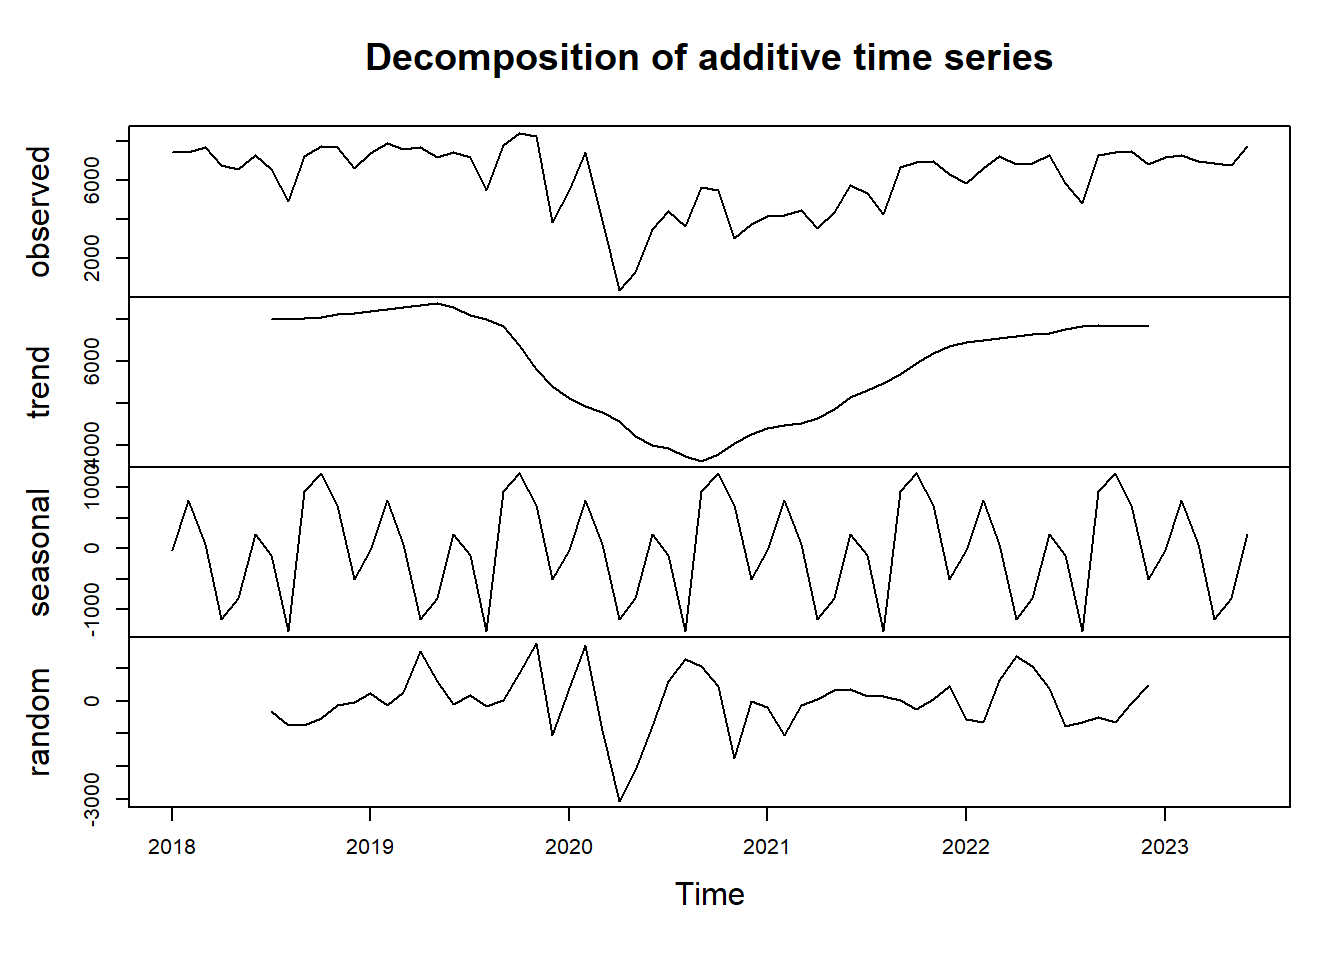 Decomposition of additive time series
observed
2000 6000
trend
4000 6000
seasonal
-1000 0 1000
random
-3000 0
2018 2019 2020 2021 2022 2023
Time